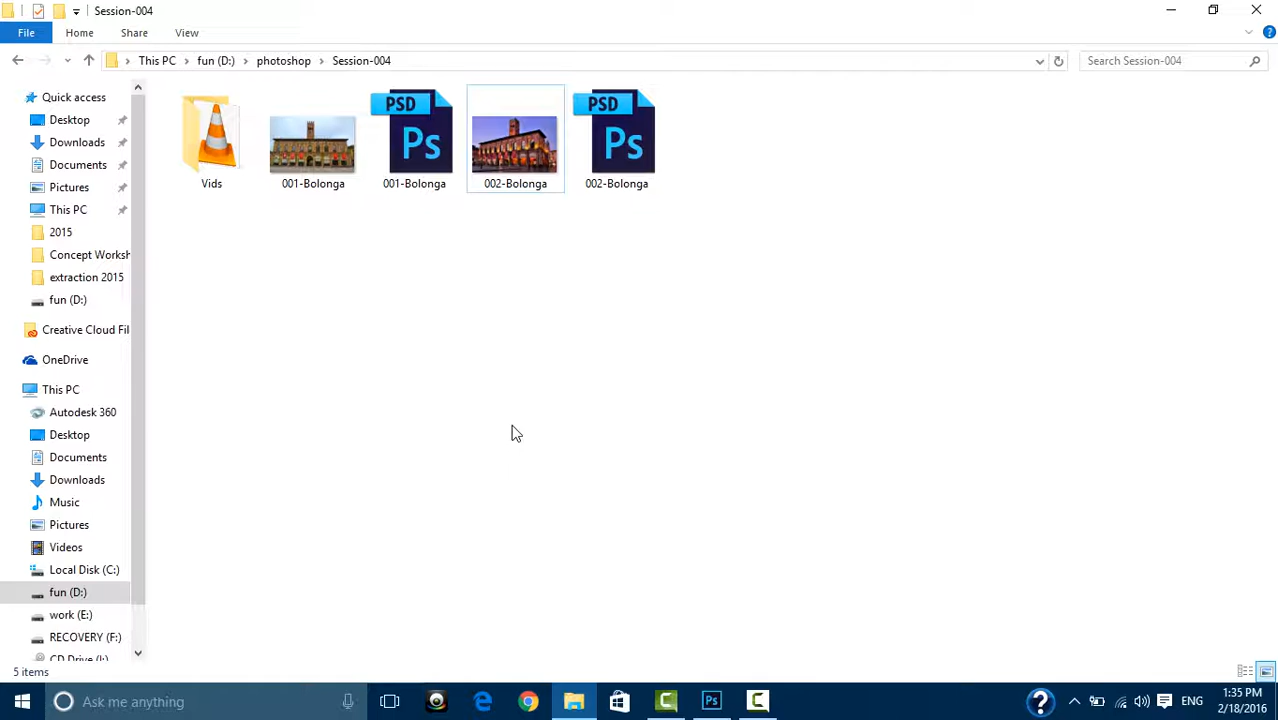 Session-004
File
Home
Share
View
This PC
fun (D:)
photoshop
Session-004
Search Session-004
Quick access
Desktop
Downloads
Documents
Pictures
This PC
2015
Concept Worksh
extraction 2015
fun (D:)
Creative Cloud Fil
OneDrive
This PC
Autodesk 360
Desktop
Documents
Downloads
Music
Pictures
Videos
Local Disk (C:)
fun (D:)
work (E:)
RECOVERY (F:)
CD Drive (I:)
Vids
001-Bolonga
PSD
Ps
001-Bolonga
002-Bolonga
PSD
Ps
002-Bolonga
5 items
Ask me anything
Ps
ENG
1:35 PM
2/18/2016